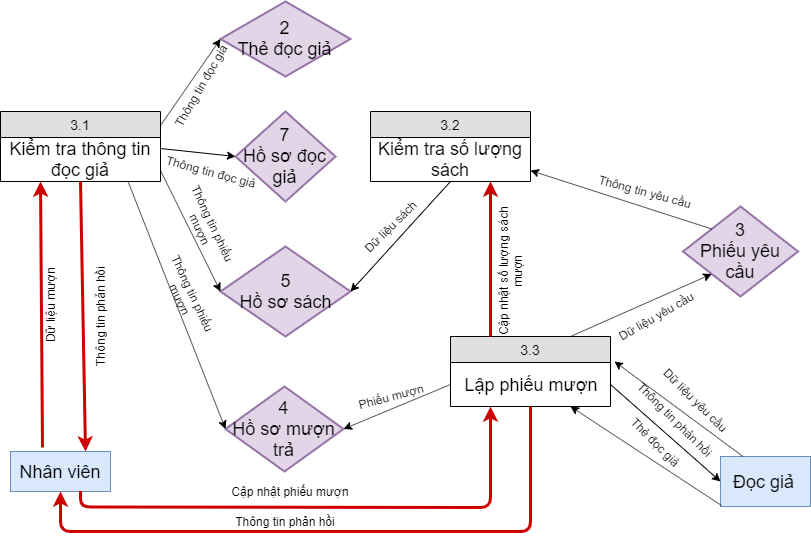 2
Thẻ đọc giả
Thông tin đọc giả
3.1
Kiểm tra thông tin
đọc giả
7
Hồ sơ đọc
giả
Thông tin đọc giả
3.2
Kiểm tra số lượng
sách
Thông tin phiếu
mượn
Dữ liệu sách
Thông tin yêu cầu
3
Phiếu yêu
cầu
Thông tin phiếu
mượn
5
Hồ sơ sách
Cập nhật số lượng sách
mượn
Dữ liệu yêu cầu
Dữ liệu mượn
Thông tin phản hồi
3.3
Lập phiếu mượn
Phiếu mượn
4
Hồ sơ mượn
trả
Dữ liệu yêu cầu
Thông tin phản hồi
Thẻ đọc giả
Nhân viên
Đọc giả
Cập nhật phiếu mượn
Thông tin phản hồi